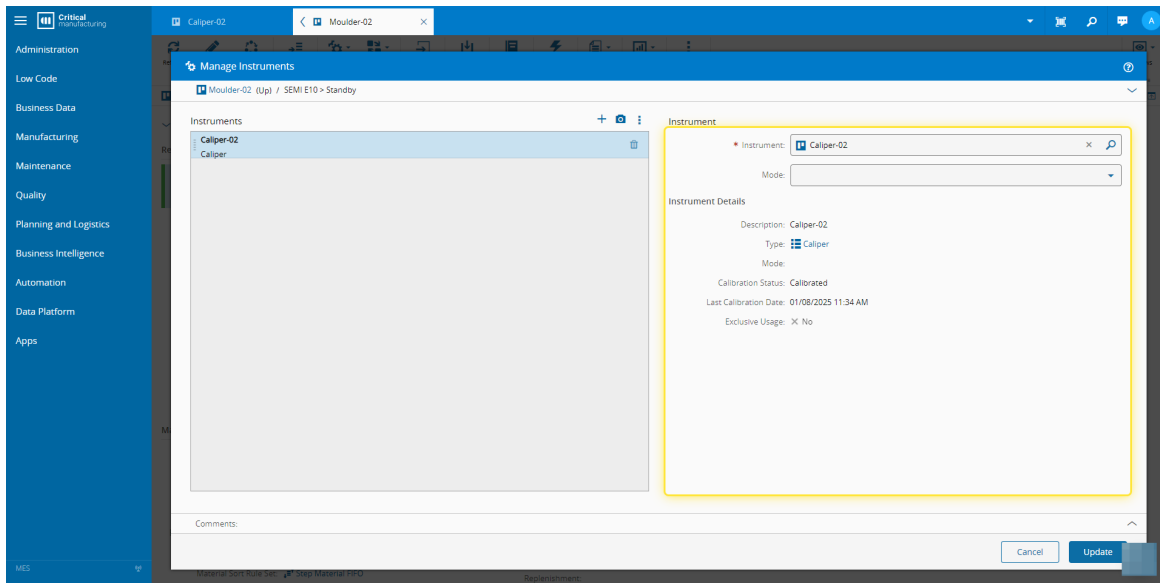 Critical
manufacturing
Caliper-02
Moulder-02
A
Administration
Low Code
Business Data
Manufacturing
Maintenance
Quality
Planning and Logistics
Business Intelligence
Automation
Data Platform
Apps
MES
Manage Instruments
Moulder-02 (Up) / SEMI E10 > Standby
Instruments
Caliper-02
Caliper
Instrument
* Instrument: Caliper-02
Mode:
Instrument Details
Description: Caliper-02
Type: Caliper
Mode:
Calibration Status: Calibrated
Last Calibration Date: 01/08/2025 11:34 AM
Exclusive Usage: No
Comments:
Cancel
Update
Material Sort Rule Set: Step Material FIFO
Replenishment: